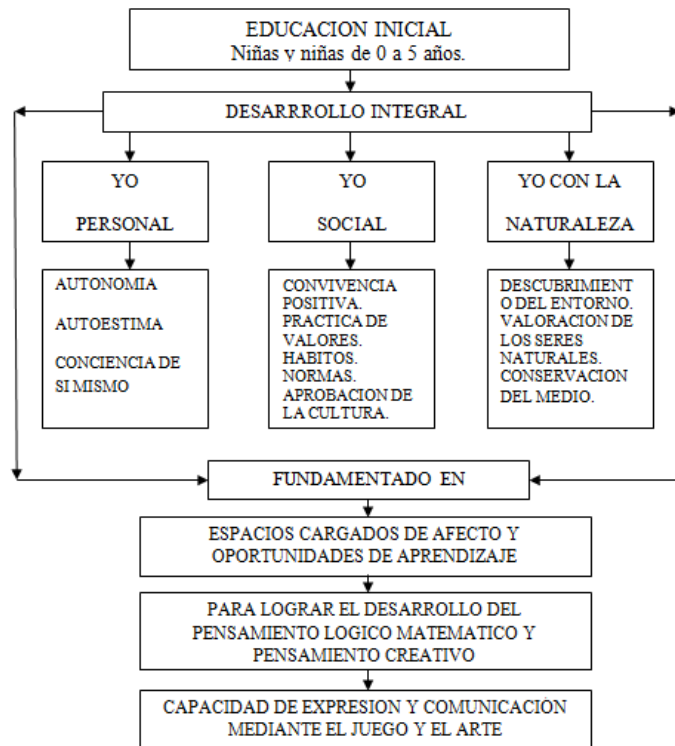 EDUCACION INICIAL
Niñas y niñas de 0 a 5 años.
DESARRROLLO INTEGRAL
YO
PERSONAL
YO
SOCIAL
YO CON LA
NATURALEZA
AUTONOMIA
AUTOESTIMA
CONCIENCIA DE
SI MISMO
CONVIVENCIA
POSITIVA.
PRACTICA DE
VALORES.
HABITOS.
NORMAS.
APROBACION DE
LA CULTURA.
DESCUBRIMIENT
O DEL ENTORNO.
VALORACION DE
LOS SERES
NATURALES.
CONSERVACION
DEL MEDIO.
FUNDAMENTADO EN
ESPACIOS CARGADOS DE AFECTO Y
OPORTUNIDADES DE APRENDIZAJE
PARA LOGRAR EL DESARROLLO DEL
PENSAMIENTO LOGICO MATEMATICO Y
PENSAMIENTO CREATIVO
CAPACIDAD DE EXPRESION Y COMUNICACIÓN
MEDIANTE EL JUEGO Y EL ARTE